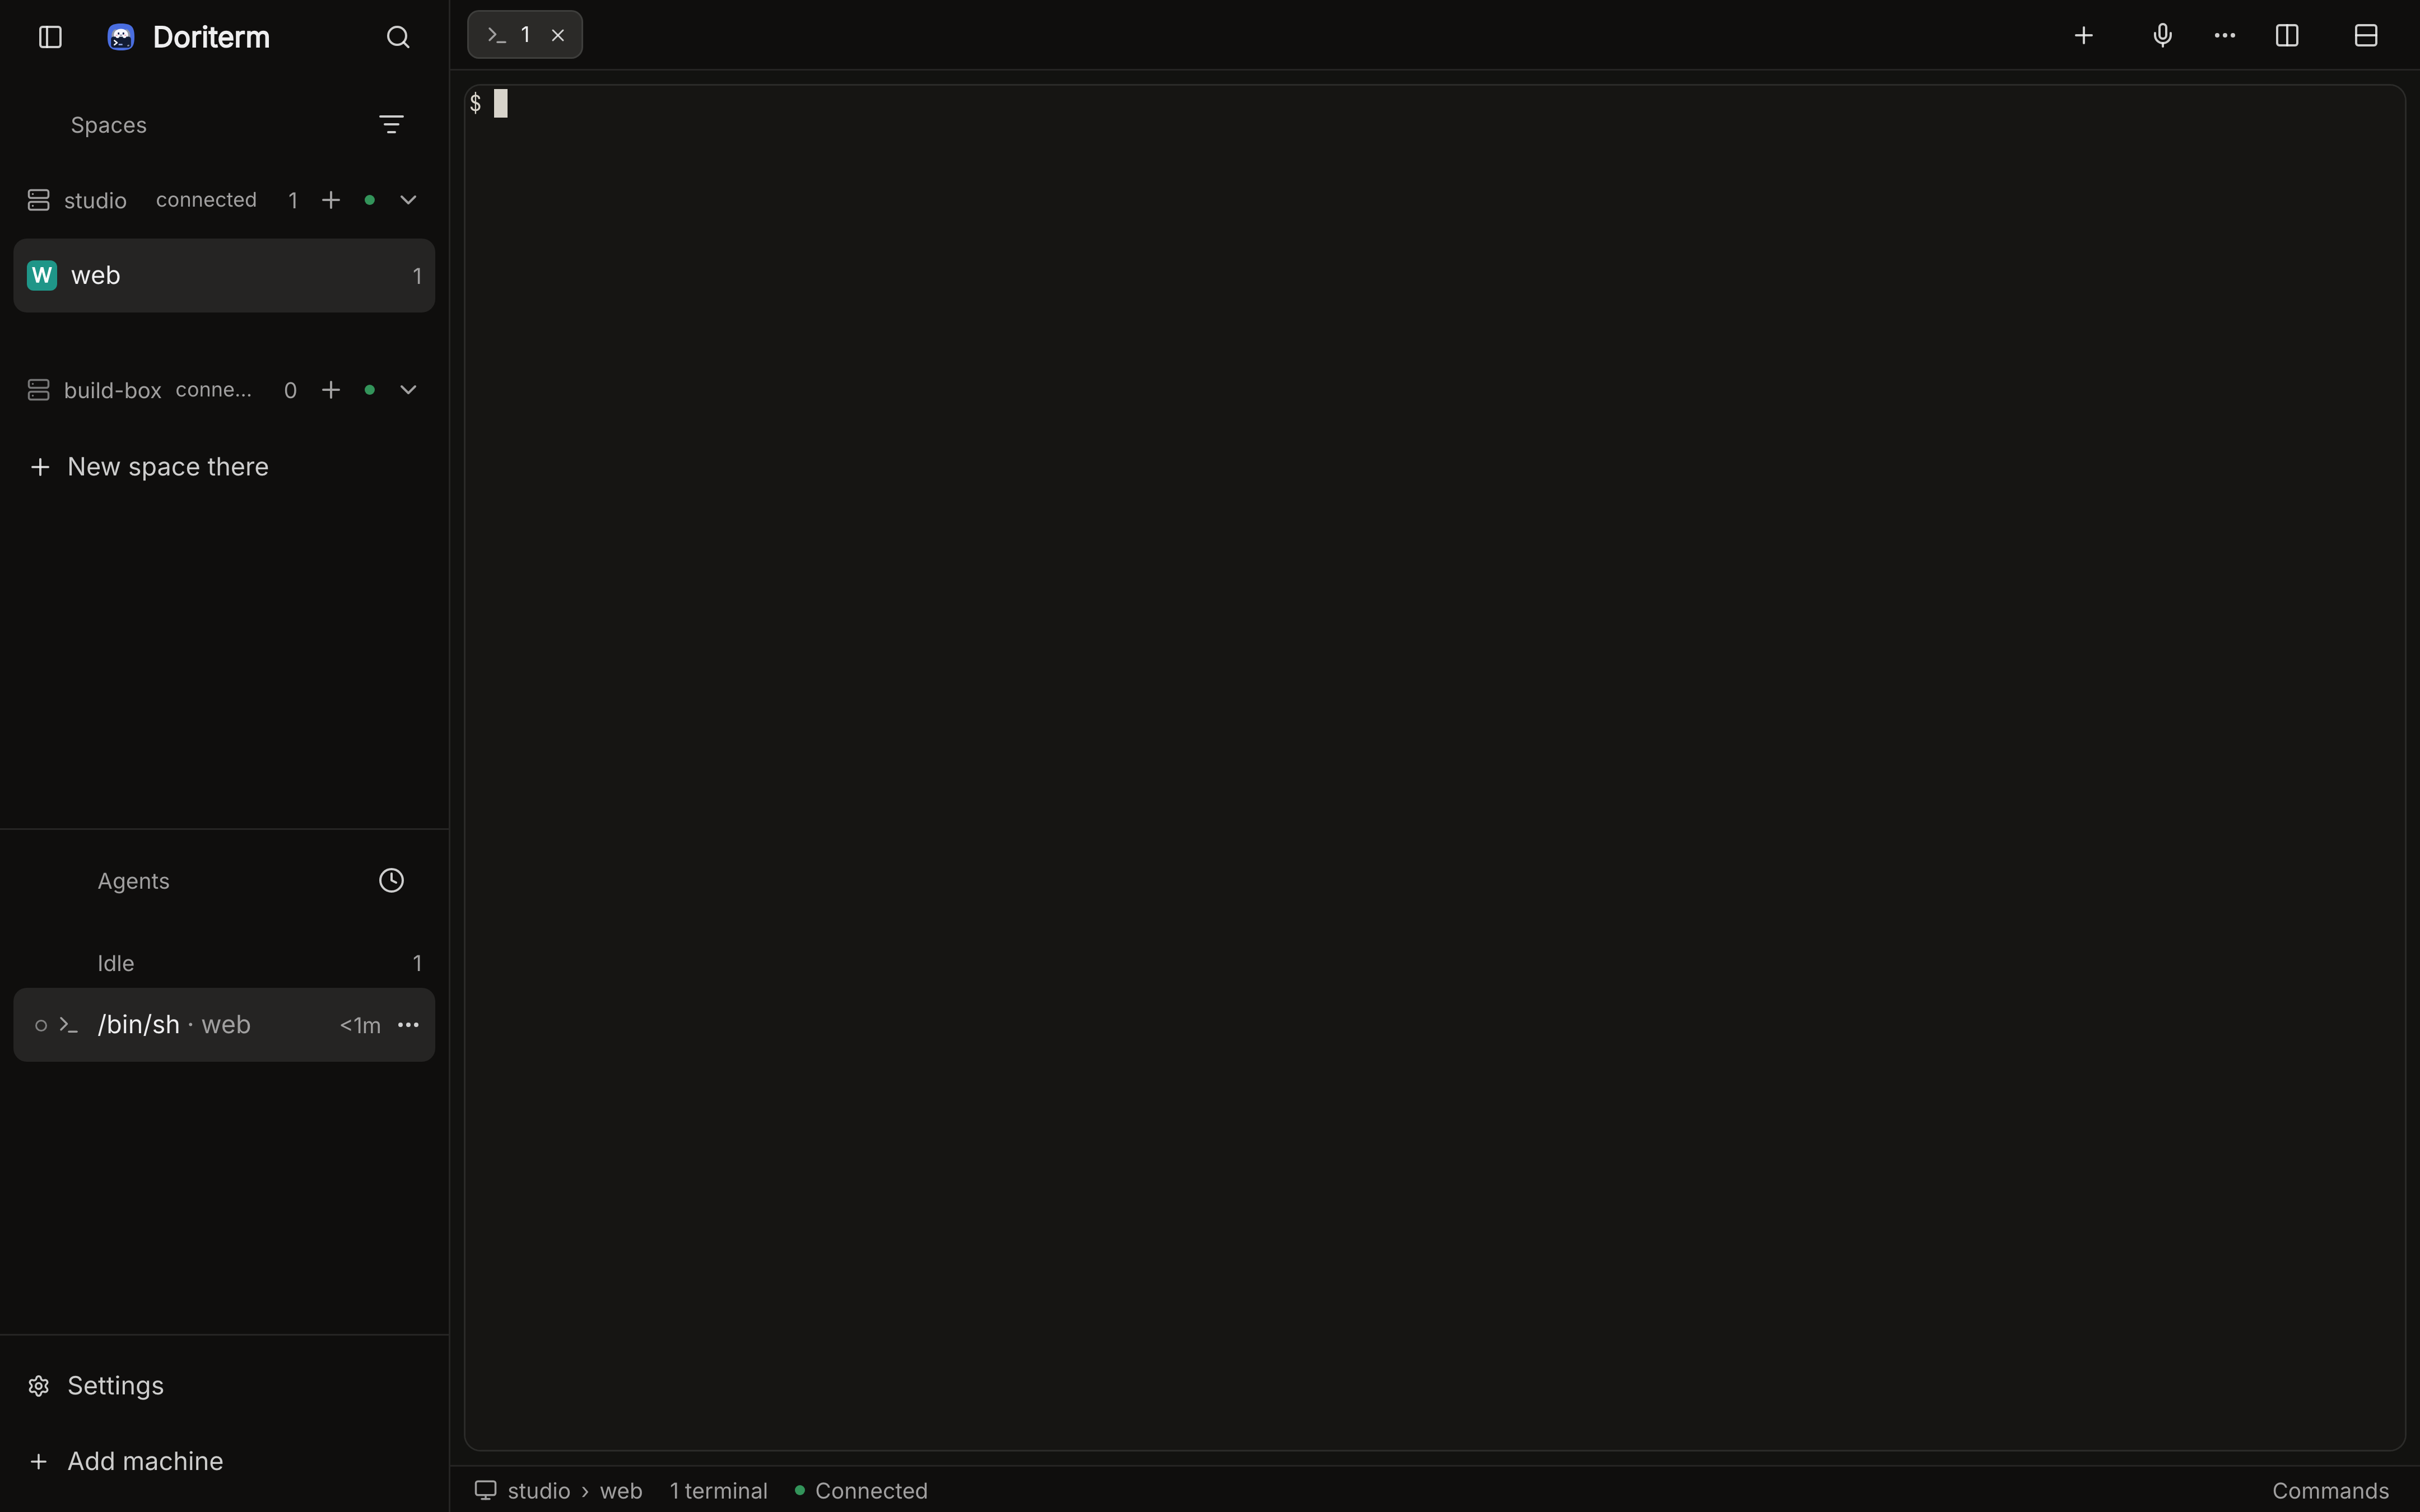 Doriterm
1
Spaces
studio connected 1
W web 1
build-box conne... 0
New space there
Agents
Idle 1
/bin/sh · web <1m
Settings
Add machine
$
studio › web 1 terminal Connected
Commands